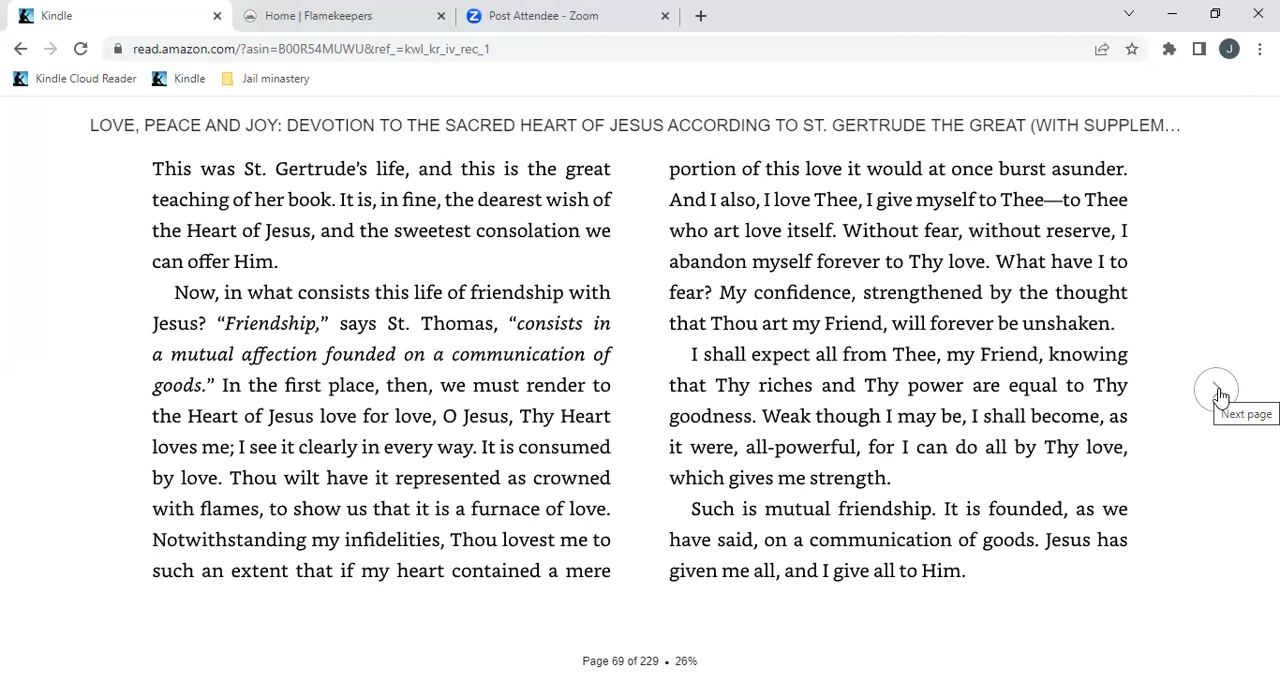 Kindle
Home | Flamekeepers
Post Attendee - Zoom
read.amazon.com/?asin=B00R54MUWU&ref_=kwl_kr_iv_rec_1
J
Kindle Cloud Reader
Kindle
Jail minastery
LOVE, PEACE AND JOY: DEVOTION TO THE SACRED HEART OF JESUS ACCORDING TO ST. GERTRUDE THE GREAT (WITH SUPPLEM…
This was St. Gertrude’s life, and this is the great
teaching of her book. It is, in fine, the dearest wish of
the Heart of Jesus, and the sweetest consolation we
can offer Him.
Now, in what consists this life of friendship with
Jesus? “Friendship,” says St. Thomas, “consists in
a mutual affection founded on a communication of
goods.” In the first place, then, we must render to
the Heart of Jesus love for love, O Jesus, Thy Heart
loves me; I see it clearly in every way. It is consumed
by love. Thou wilt have it represented as crowned
with flames, to show us that it is a furnace of love.
Notwithstanding my infidelities, Thou lovest me to
such an extent that if my heart contained a mere
portion of this love it would at once burst asunder.
And I also, I love Thee, I give myself to Thee—to Thee
who art love itself. Without fear, without reserve, I
abandon myself forever to Thy love. What have I to
fear? My confidence, strengthened by the thought
that Thou art my Friend, will forever be unshaken.
I shall expect all from Thee, my Friend, knowing
that Thy riches and Thy power are equal to Thy
goodness. Weak though I may be, I shall become, as
it were, all-powerful, for I can do all by Thy love,
which gives me strength.
Such is mutual friendship. It is founded, as we
have said, on a communication of goods. Jesus has
given me all, and I give all to Him.
Next page
Page 69 of 229 • 26%